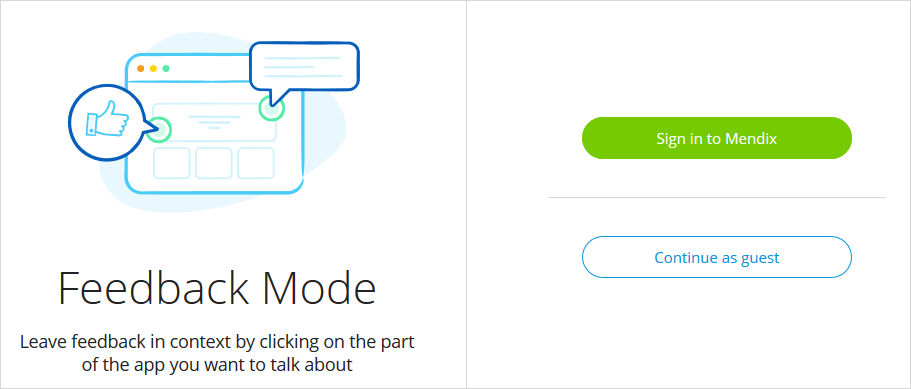 Feedback Mode
Leave feedback in context by clicking on the part
of the app you want to talk about
Sign in to Mendix
Continue as guest